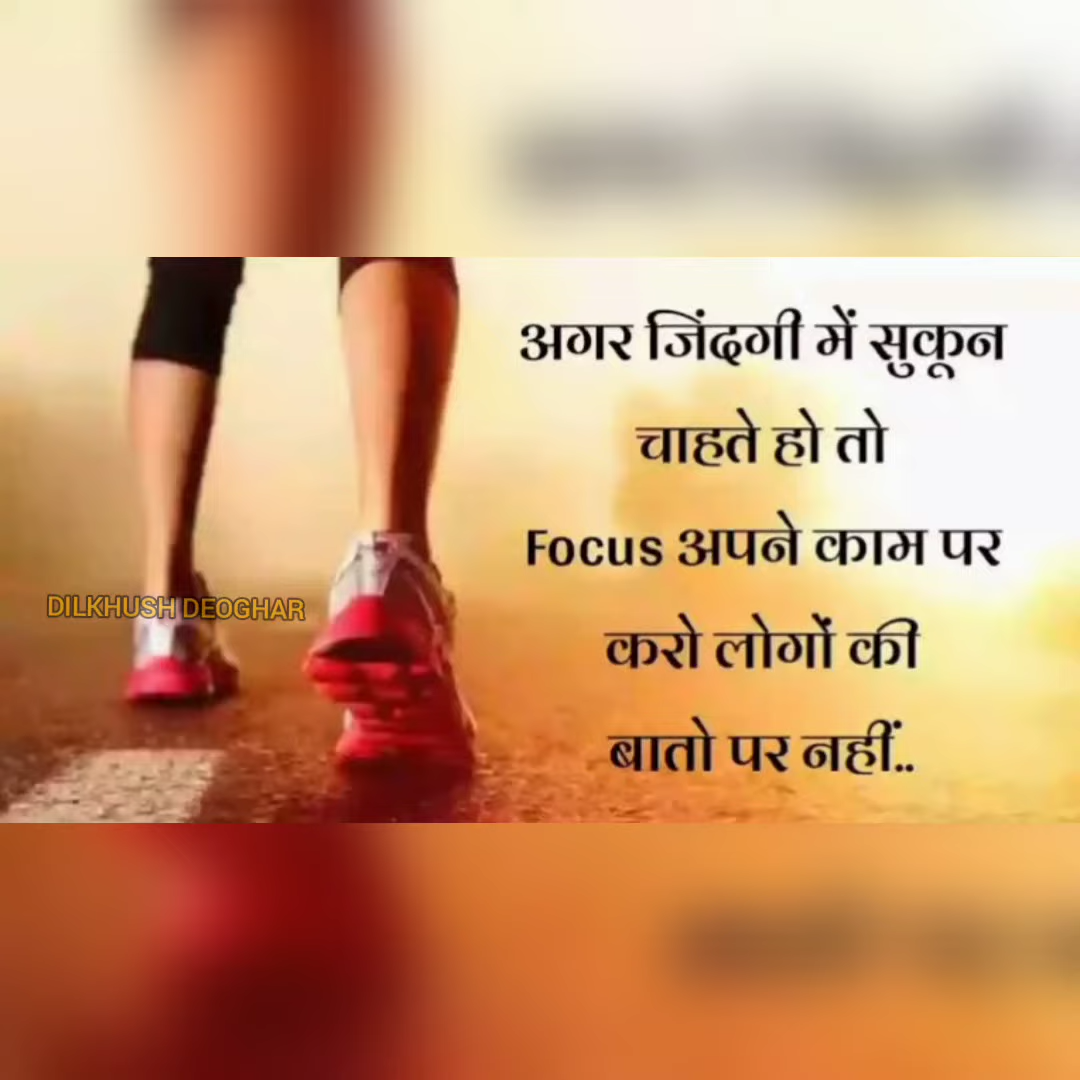 अगर जिंदगी में सुकून
चाहते हो तो
Focus अपने काम पर
करो लोगों की
बातो पर नहीं..
DILKHUSH DEOGHAR